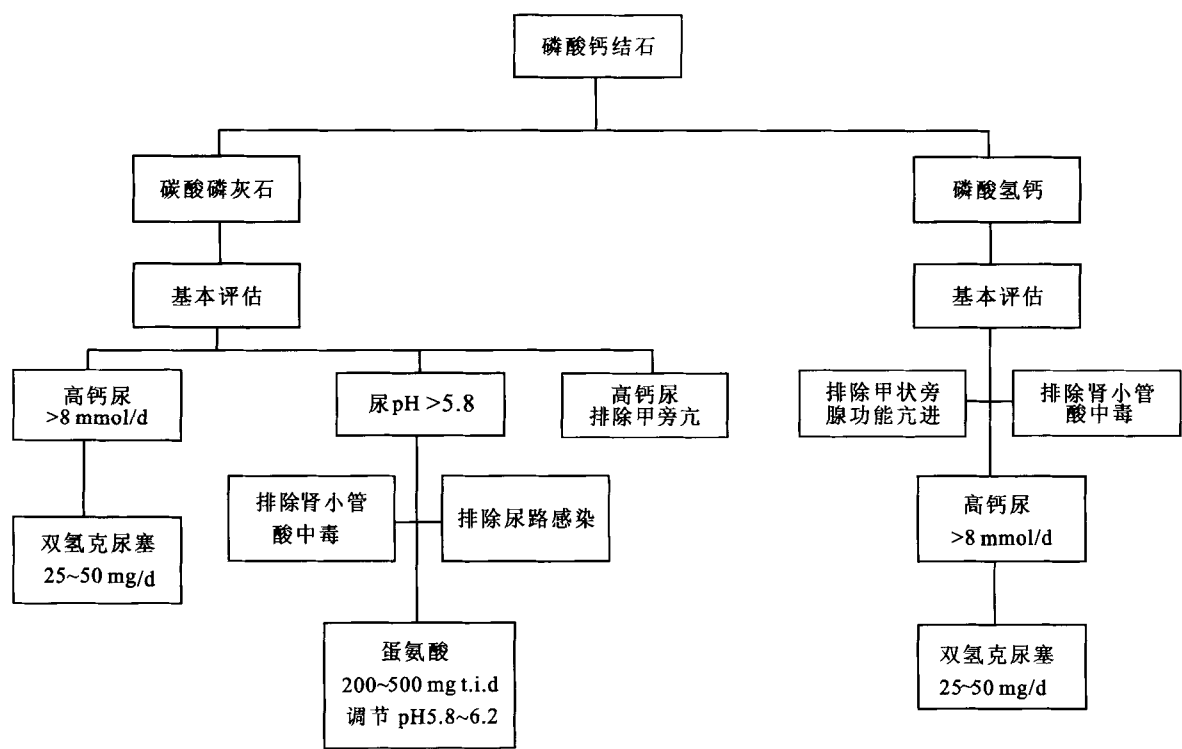 磷酸钙结石
碳酸磷灰石
磷酸氢钙
基本评估
基本评估
高钙尿
>8 mmol/d
尿pH >5.8
高钙尿
排除甲旁亢
排除甲状旁
腺功能亢进
排除肾小管
酸中毒
排除肾小管
酸中毒
排除尿路感染
高钙尿
>8 mmol/d
双氢克尿塞
25~50 mg/d
蛋氨酸
200~500 mg t.i.d
调节 pH5.8~6.2
双氢克尿塞
25~50 mg/d